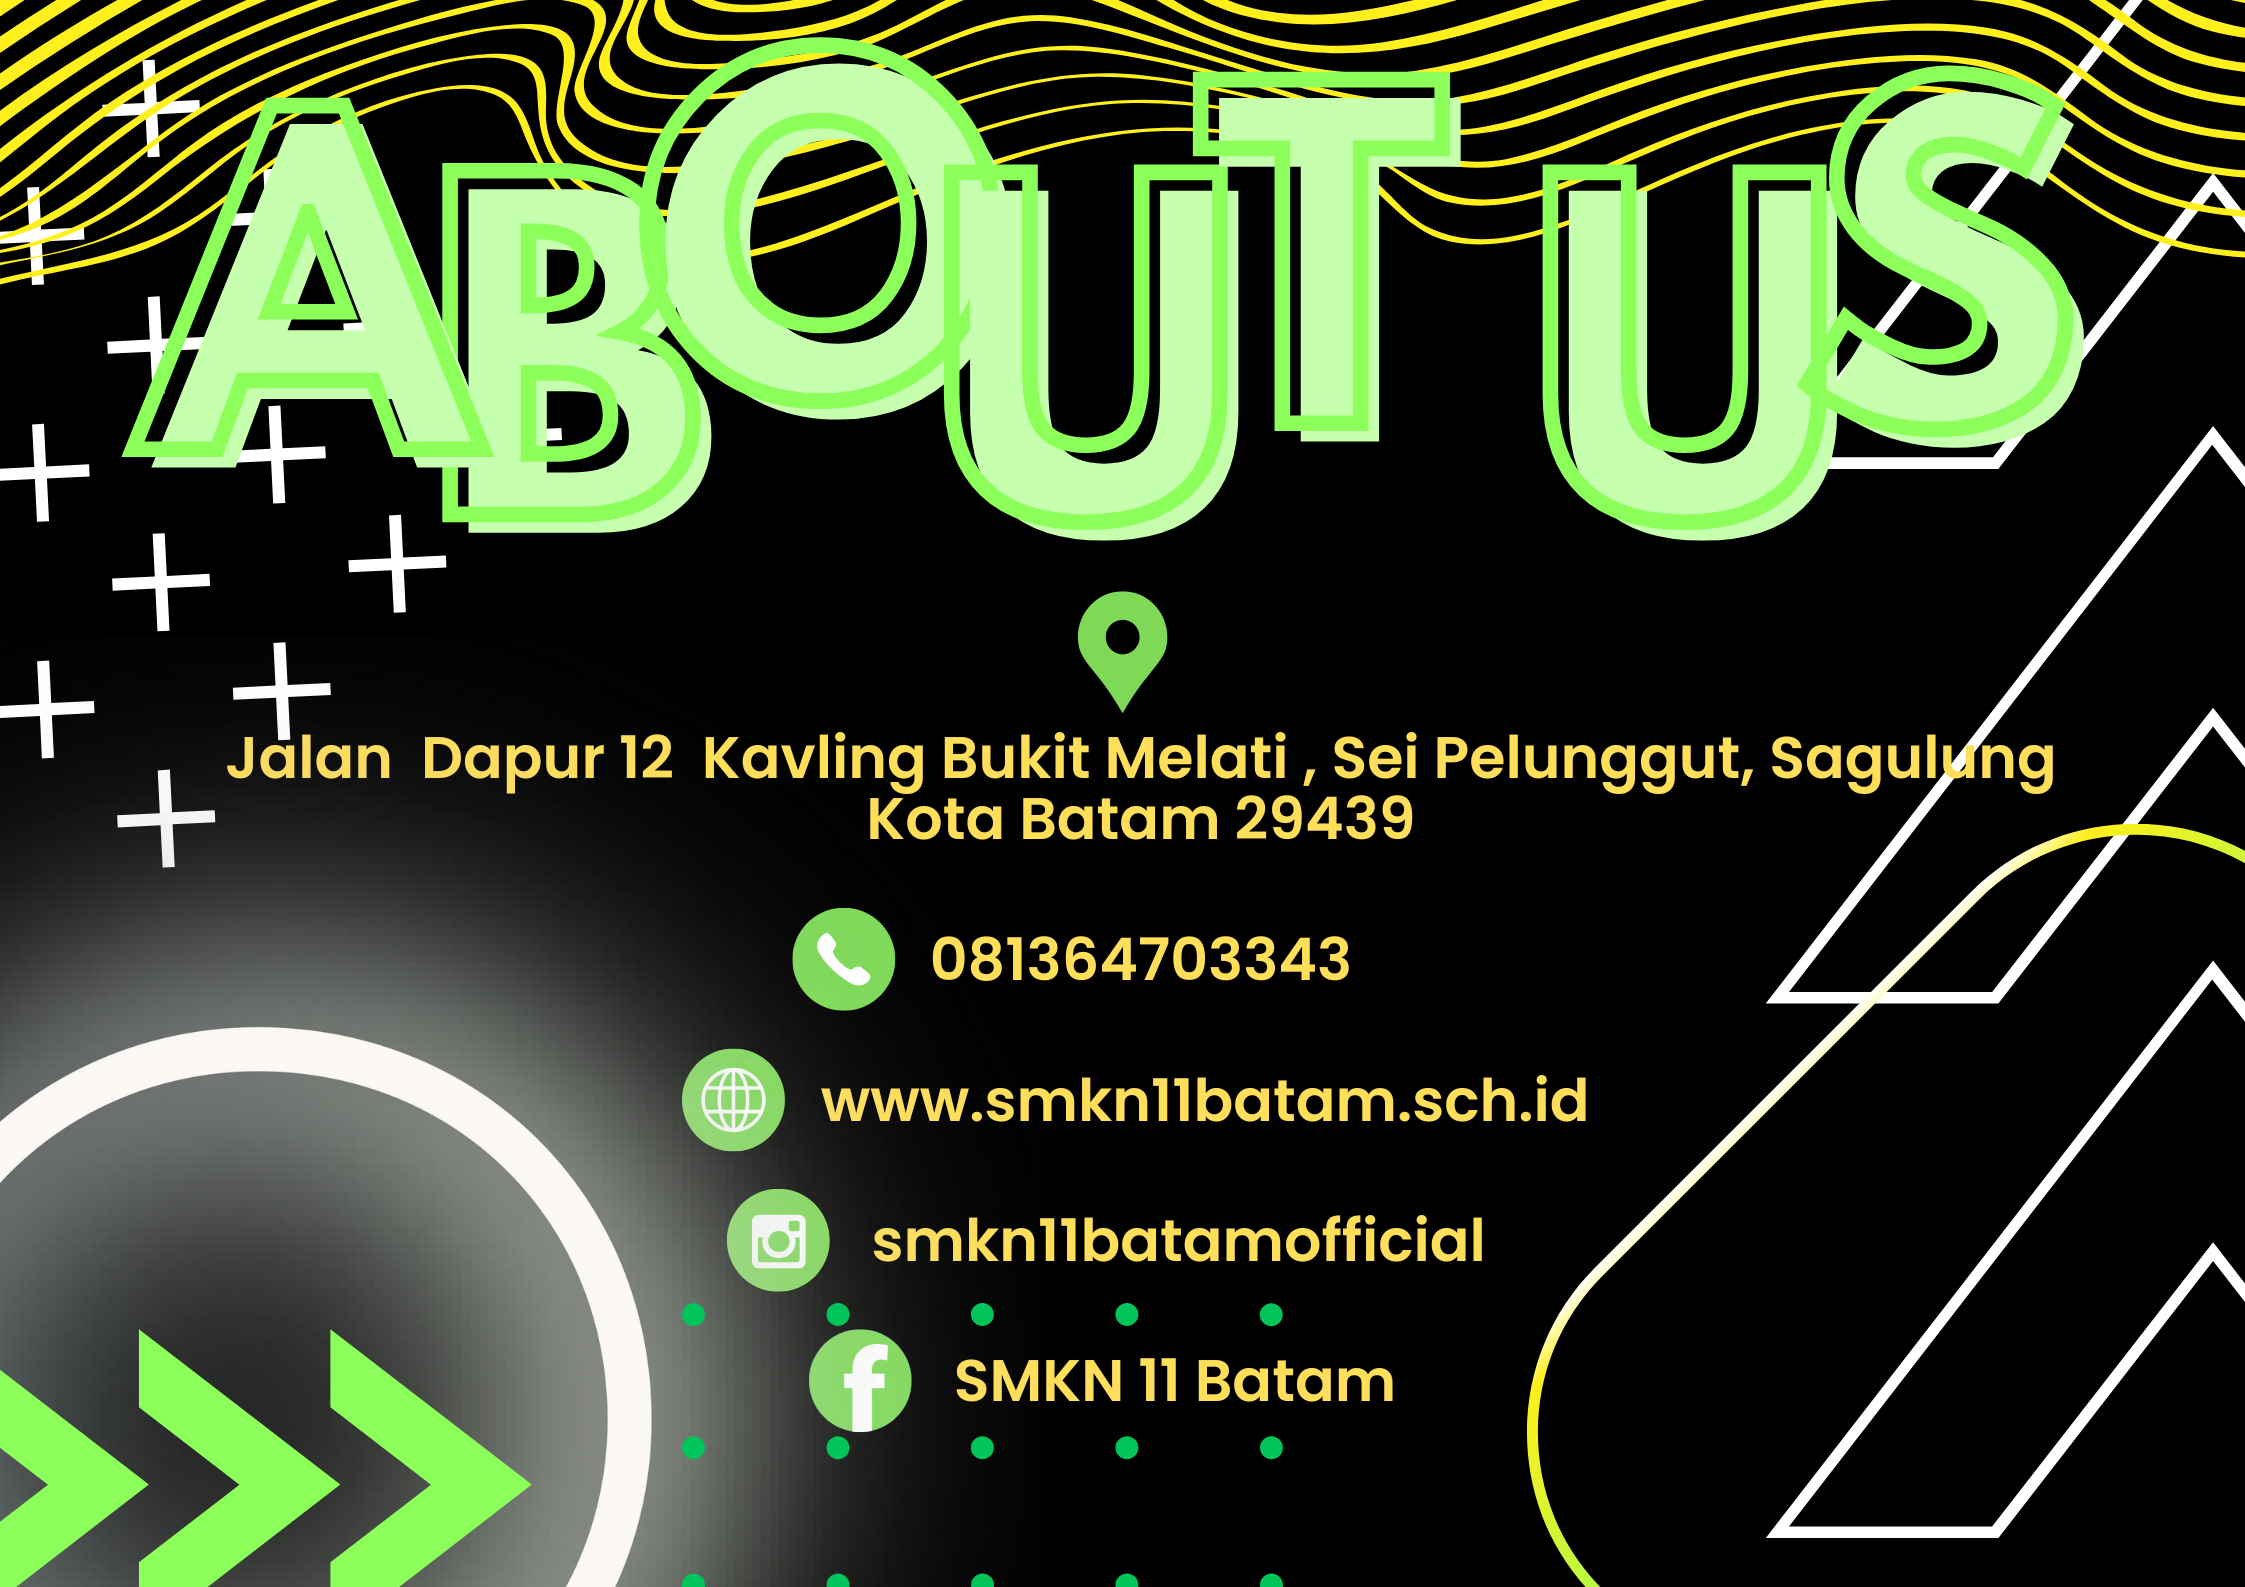 ABOUT US
Jalan Dapur 12 Kavling Bukit Melati , Sei Pelunggut, Sagulung
Kota Batam 29439
081364703343
www.smkn11batam.sch.id
smkn11batamofficial
SMKN 11 Batam